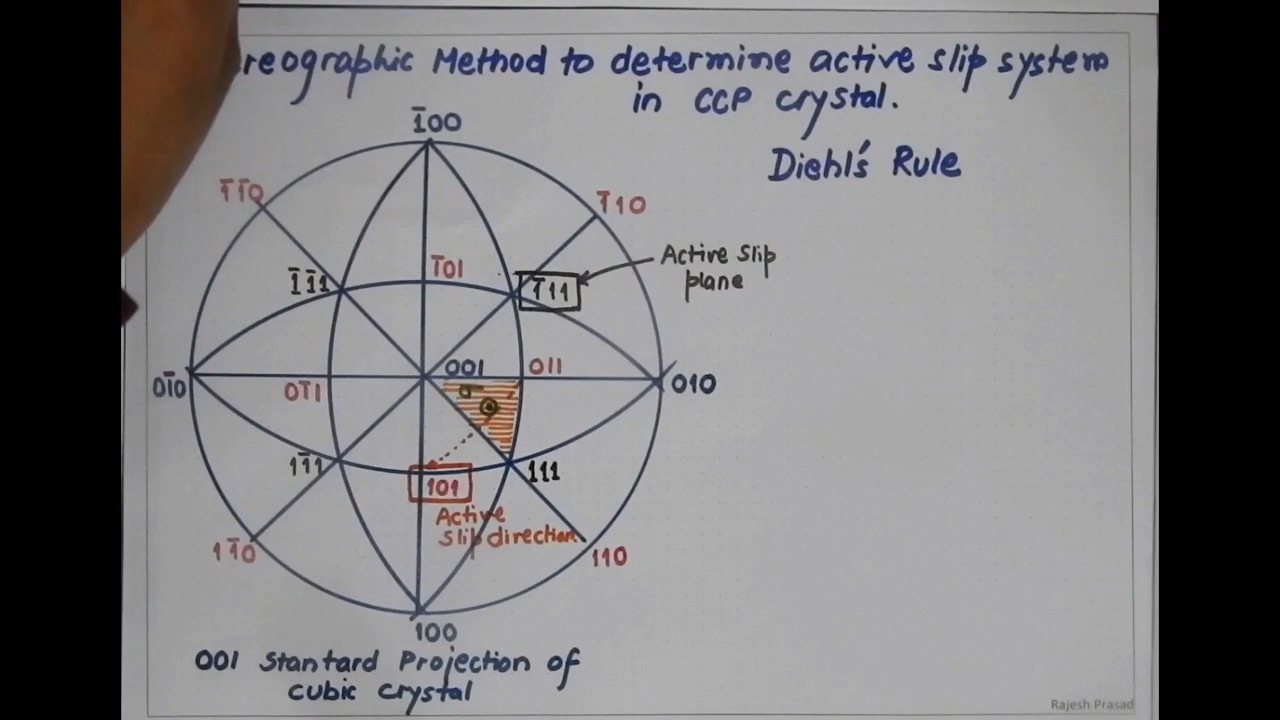 reographic Method to determine active slip system
in CCP crystal.
Diehl's Rule
1̅00
1̅1̅0
1̅10
1̅01
1̅1̅1
1̅11
Active slip
plane
001
011
01̅0
01̅1
010
σ
11̅1
111
101
Active
slip direction
11̅0
110
100
001 Stantard Projection of
cubic crystal
Rajesh Prasad